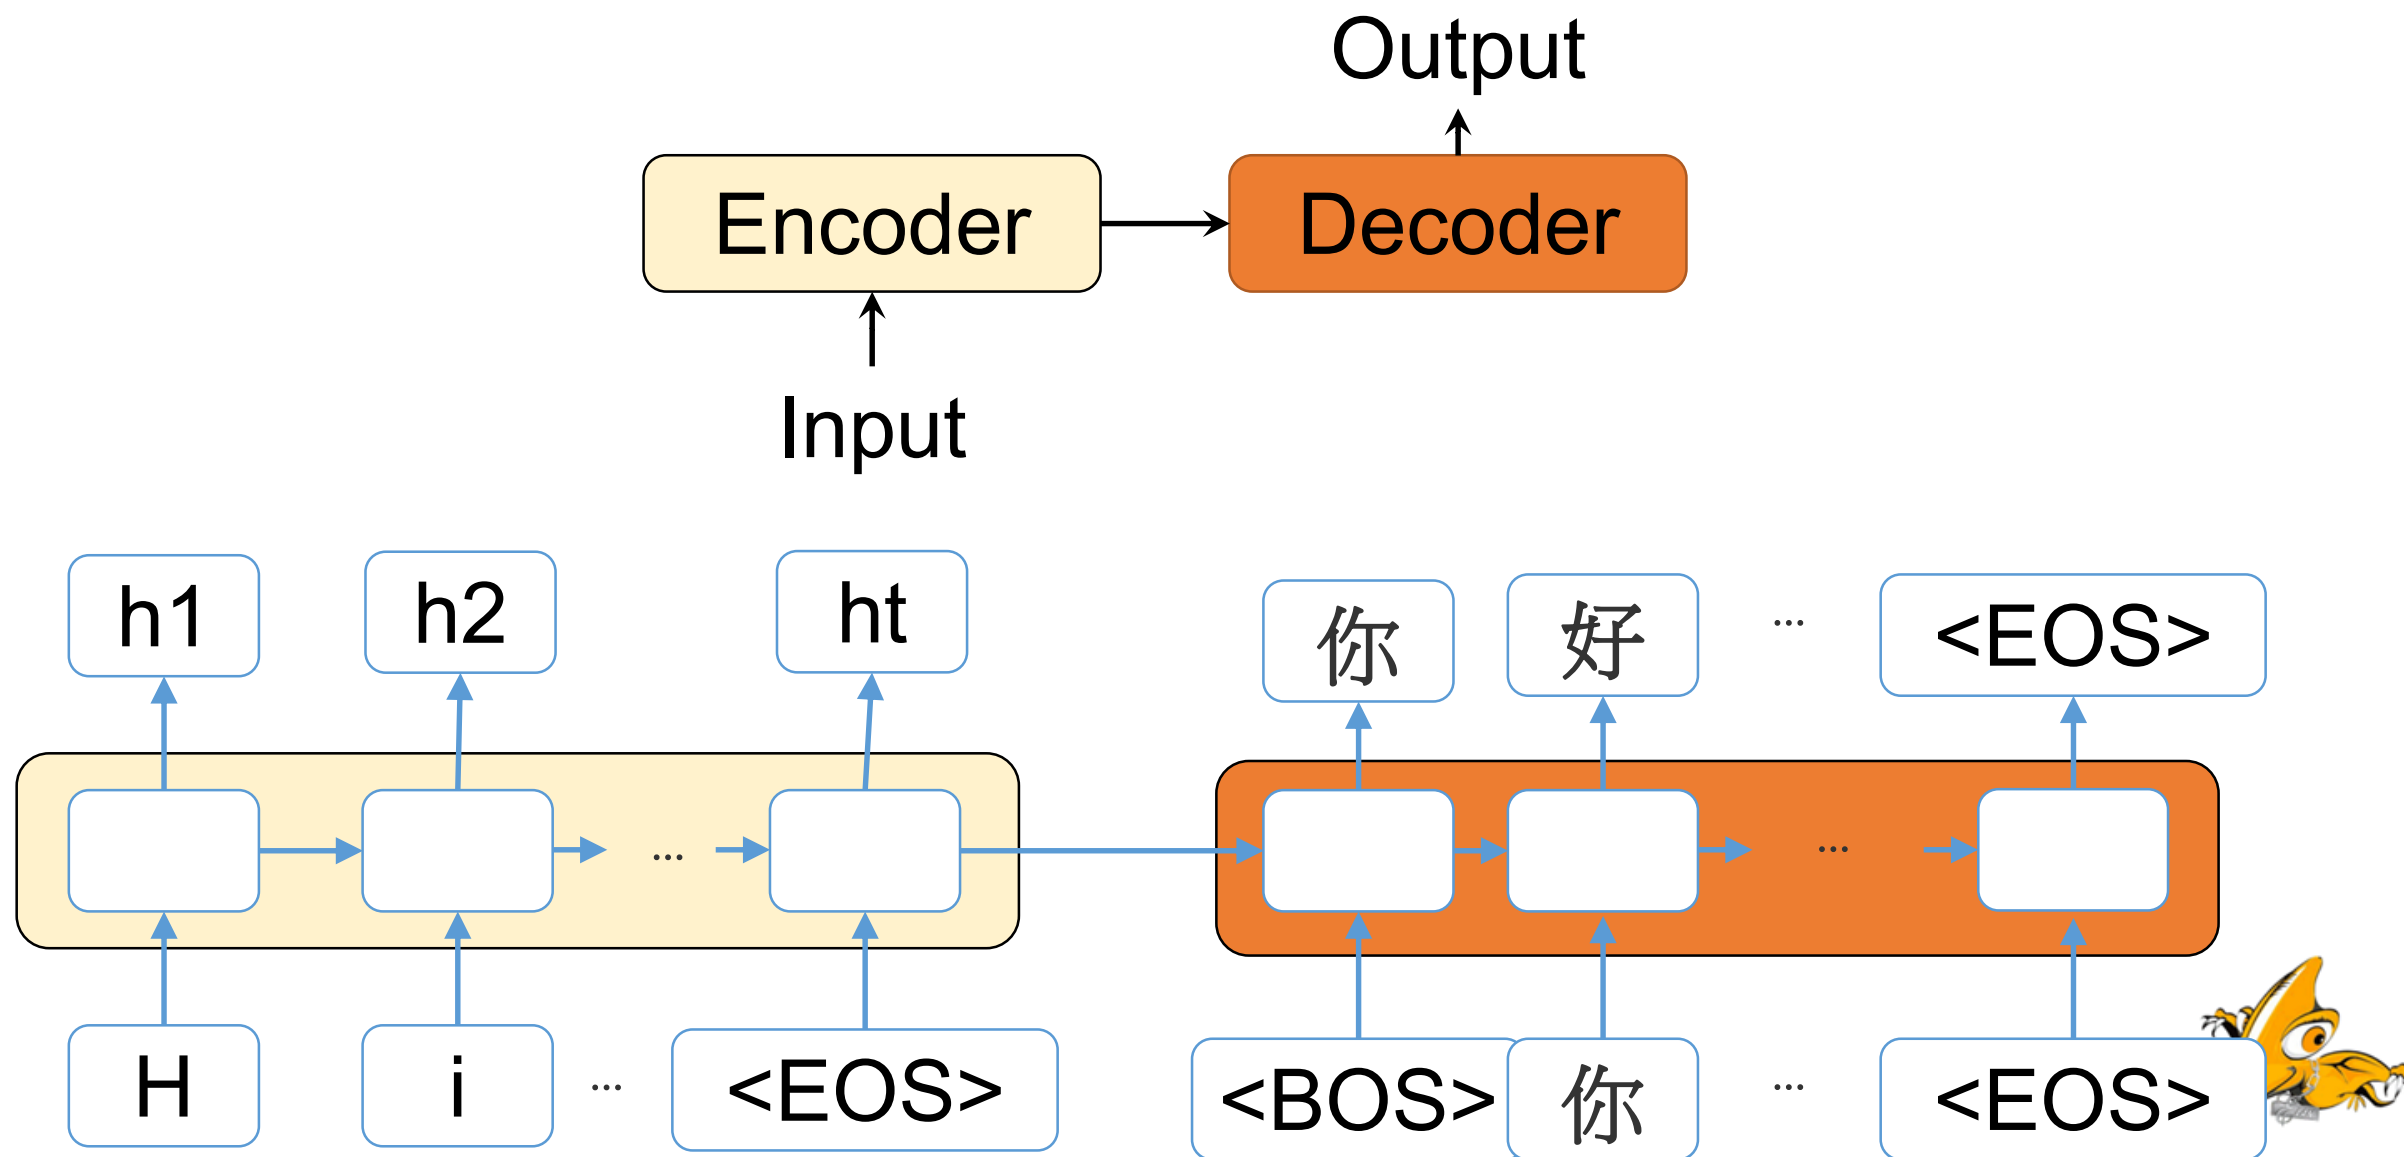 Output
Encoder Decoder
Input
h1 h2 ht 你 好 ... <EOS>
... ...
H i ... <EOS> <BOS> 你 ... <EOS>